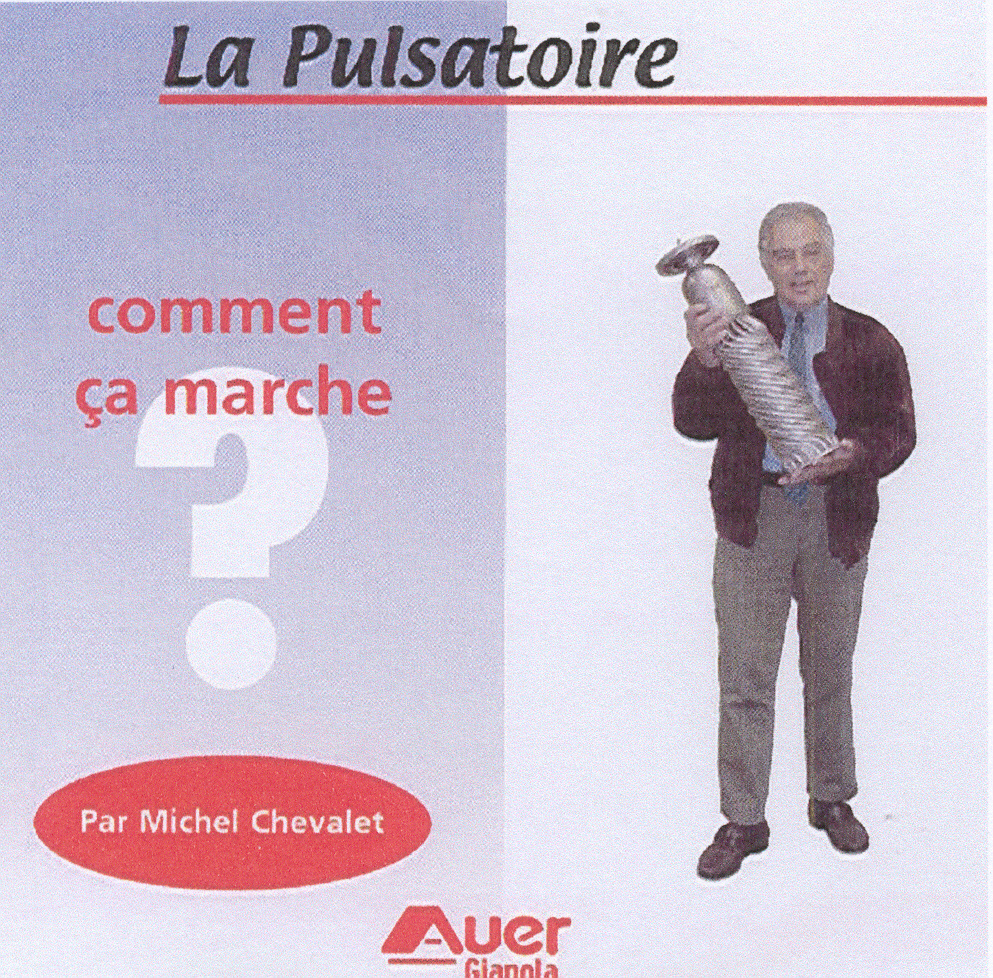 La Pulsatoire
comment
ça marche
?
Par Michel Chevalet
Auer
Gianola